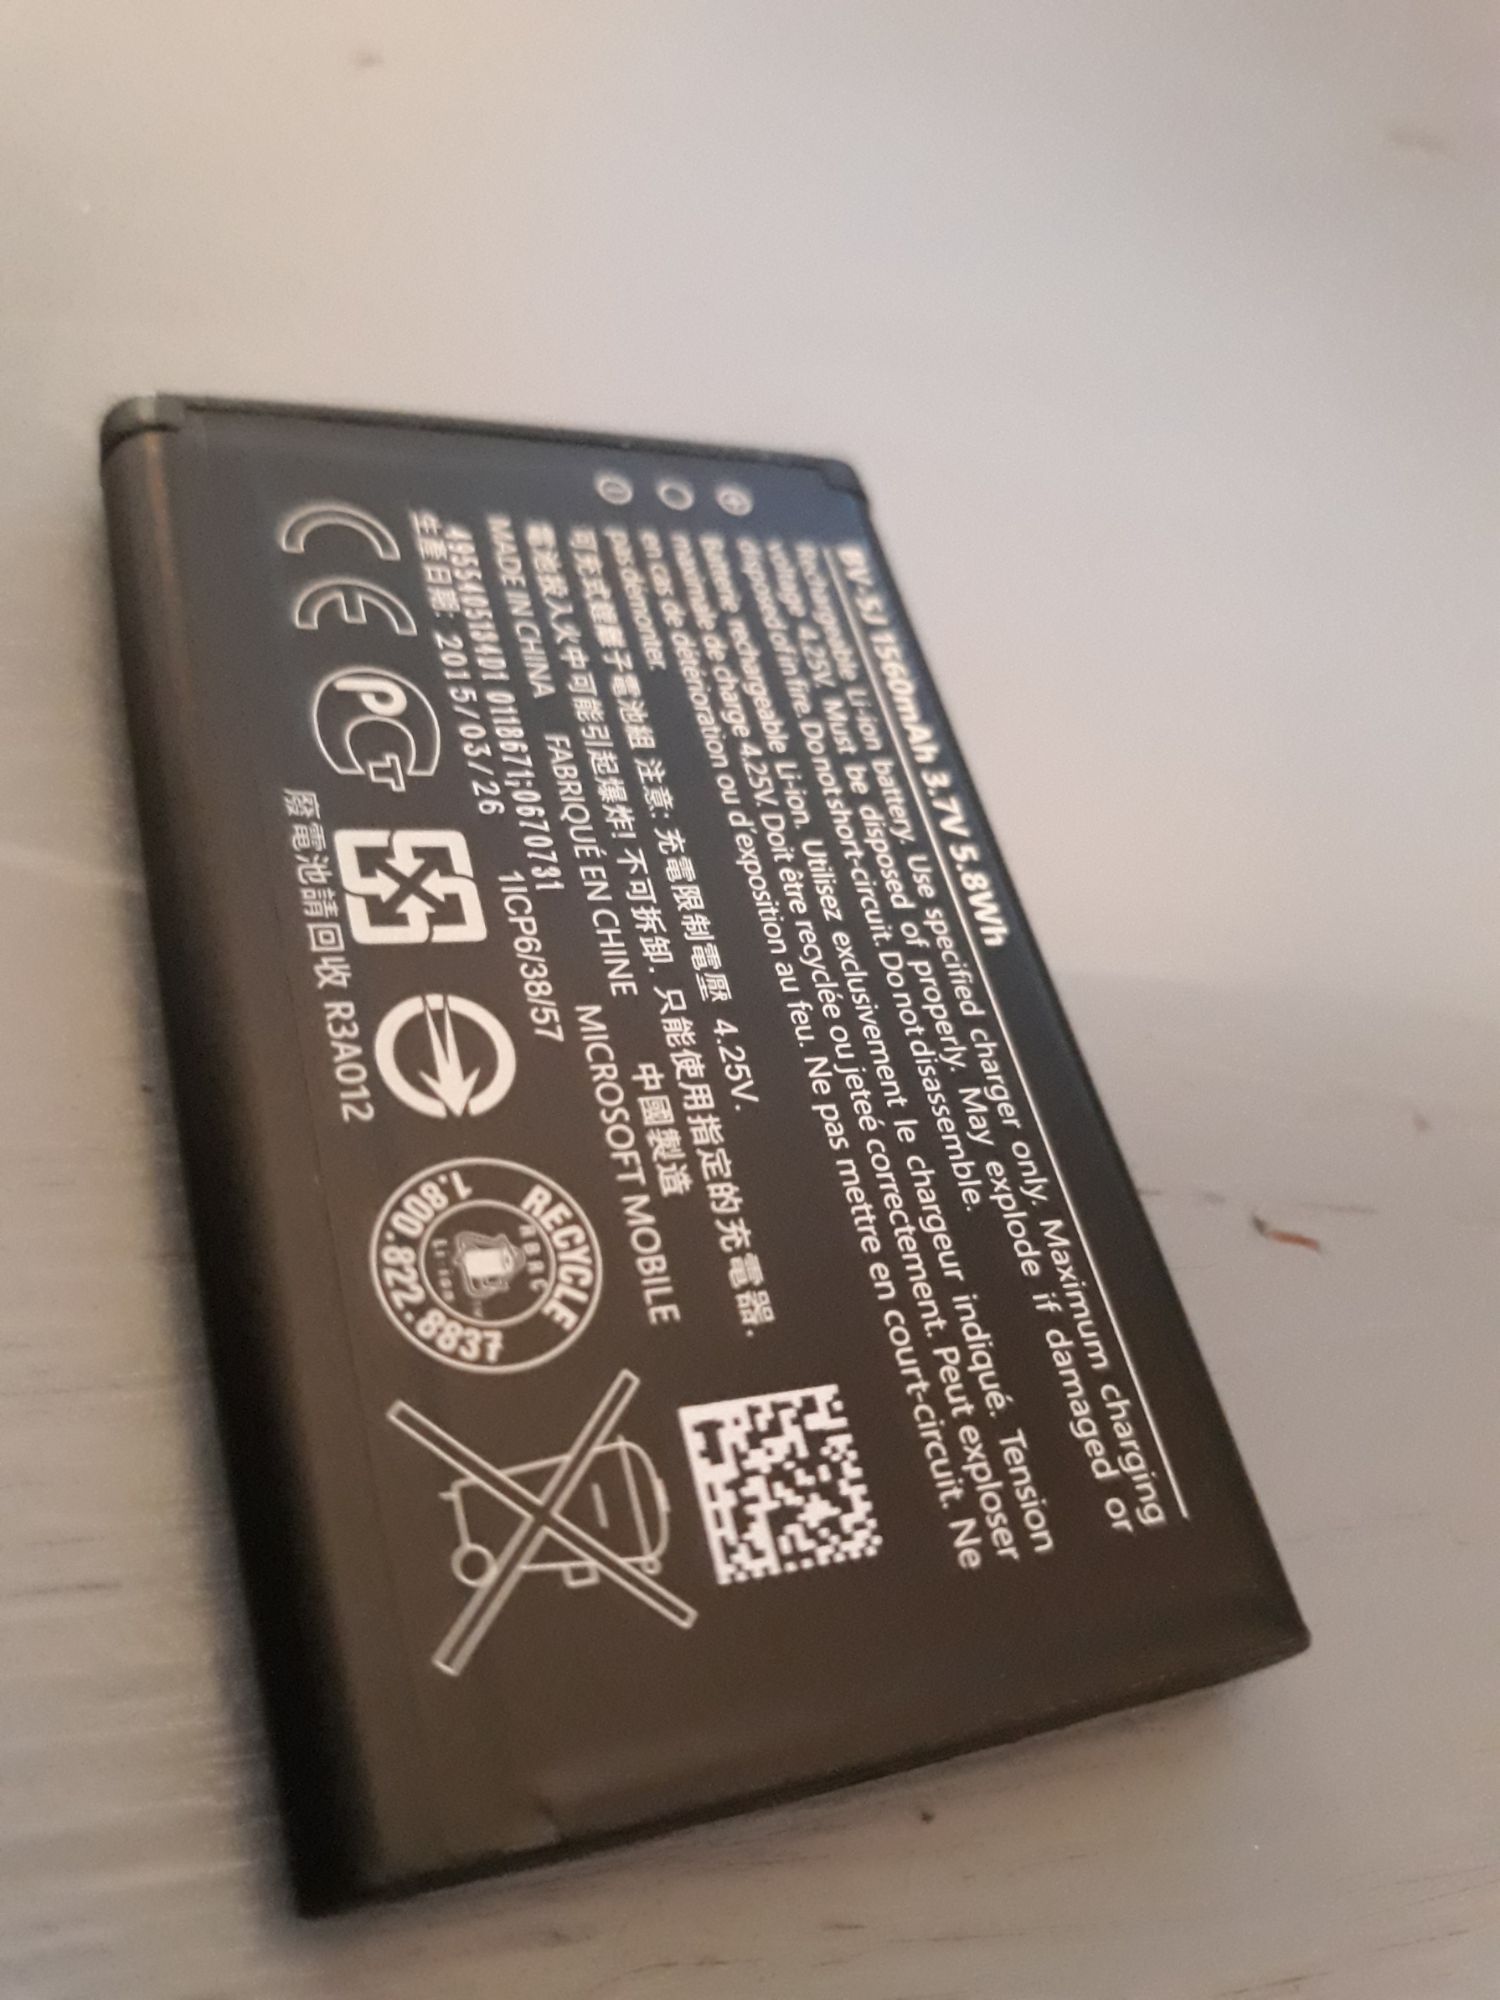 BV-5J 1560mAh 3.7V 5.8Wh
Rechargeable Li-ion battery. Use specified charger only. Maximum charging
voltage 4.25V. Must be disposed of properly. May explode if damaged or
disposed of in fire. Do not short-circuit. Do not disassemble.
Batterie rechargeable Li-ion. Utilisez exclusivement le chargeur indiqué. Tension
maximale de charge 4.25V. Doit être recyclée ou jeteé correctement. Peut exploser
en cas de détérioration ou d'exposition au feu. Ne pas mettre en court-circuit. Ne
pas démonter.
可充式鋰離子電池組 注意: 充電限制電壓 4.25V.
電池投入火中可能引起爆炸! 不可拆卸. 只能使用指定的充電器.
MADE IN CHINA FABRIQUÉ EN CHINE 中國製造
MICROSOFT MOBILE
0118671;0670731
生產日期: 2015/03/26 1ICP6/38/57
CE
PCT
廢電池請回收 R3A012
RECYCLE
RBRC
Li-ion
1.800.822.8837